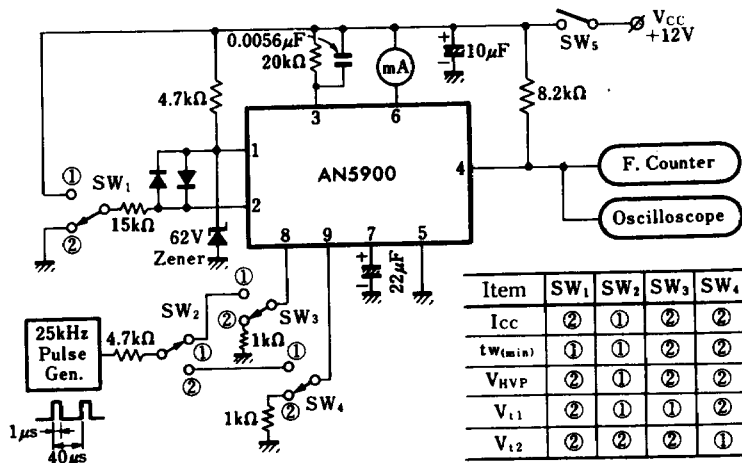 0.0056μF
20kΩ
mA
10μF
SW5
VCC
+12V
4.7kΩ
8.2kΩ
3
6
1
AN5900
4
F. Counter
①
SW1
2
Oscilloscope
②
15kΩ
62V
Zener
8
9
7
5
22μF
①
②
SW3
SW2
25kHz
Pulse
Gen.
4.7kΩ
1kΩ
①
②
①
②
SW4
1kΩ
1μs
40μs
Item SW1 SW2 SW3 SW4
Icc ② ① ② ②
tw(min) ① ① ② ②
VHVP ② ① ② ②
Vt1 ② ① ① ②
Vt2 ② ② ② ①